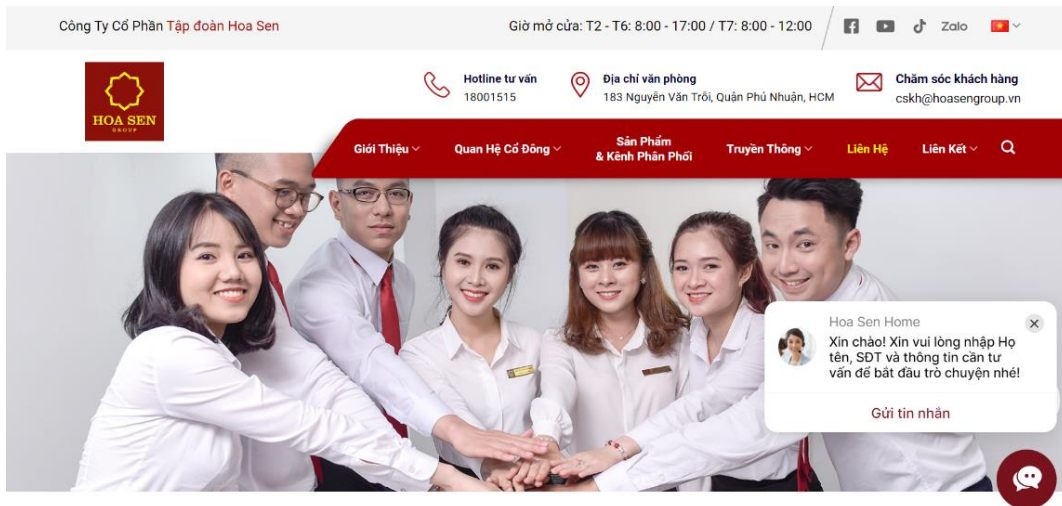 Công Ty Cổ Phần Tập đoàn Hoa Sen
Giờ mở cửa: T2 - T6: 8:00 - 17:00 / T7: 8:00 - 12:00
Zalo
HOA SEN
GROUP
Hotline tư vấn
18001515
Địa chỉ văn phòng
183 Nguyễn Văn Trỗi, Quận Phú Nhuận, HCM
Chăm sóc khách hàng
cskh@hoasengroup.vn
Giới Thiệu
Quan Hệ Cổ Đông
Sản Phẩm
& Kênh Phân Phối
Truyền Thông
Liên Hệ
Liên Kết
Hoa Sen Home
Xin chào! Xin vui lòng nhập Họ
tên, SĐT và thông tin cần tư
vấn để bắt đầu trò chuyện nhé!
Gửi tin nhắn